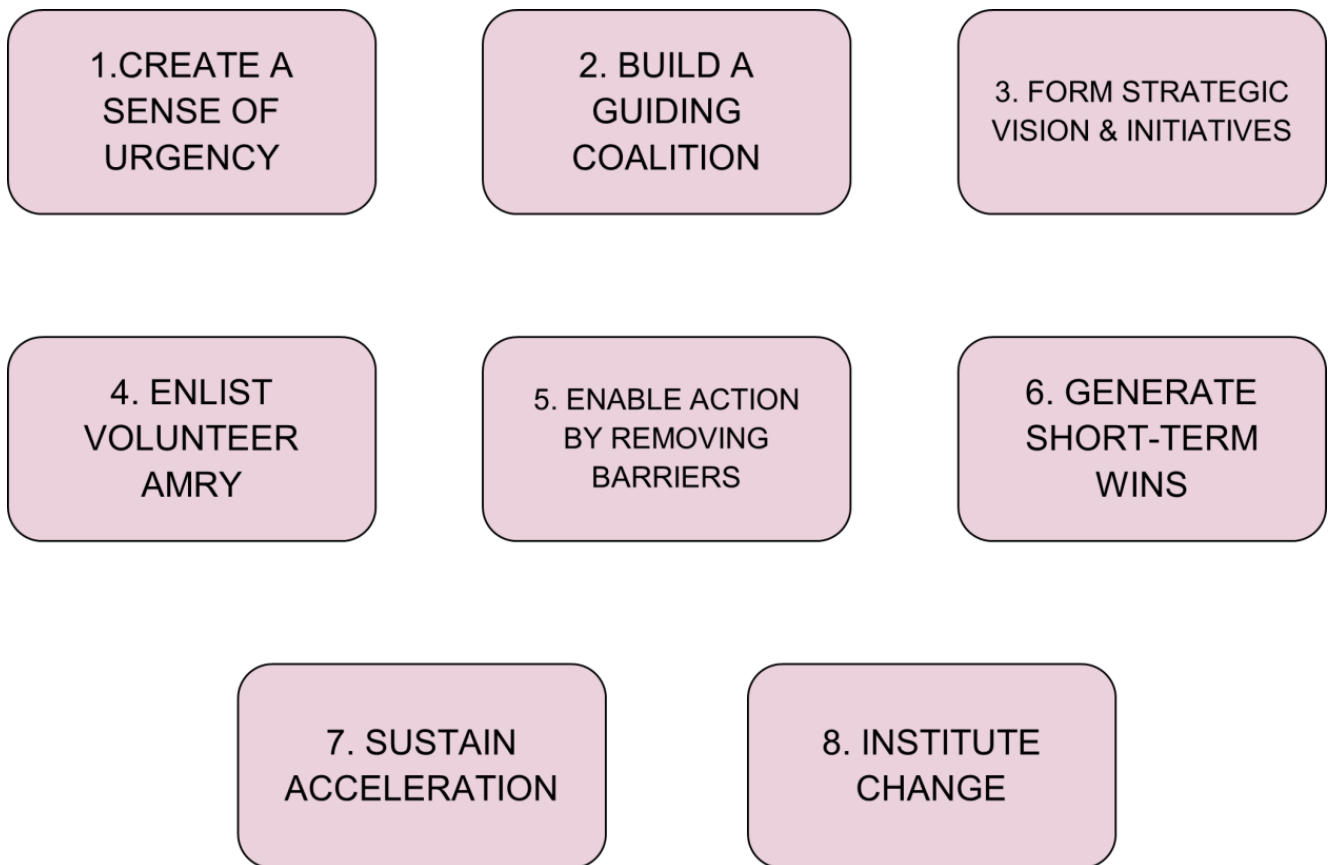 1.CREATE A
SENSE OF
URGENCY
2. BUILD A
GUIDING
COALITION
3. FORM STRATEGIC
VISION & INITIATIVES
4. ENLIST
VOLUNTEER
AMRY
5. ENABLE ACTION
BY REMOVING
BARRIERS
6. GENERATE
SHORT-TERM
WINS
7. SUSTAIN
ACCELERATION
8. INSTITUTE
CHANGE